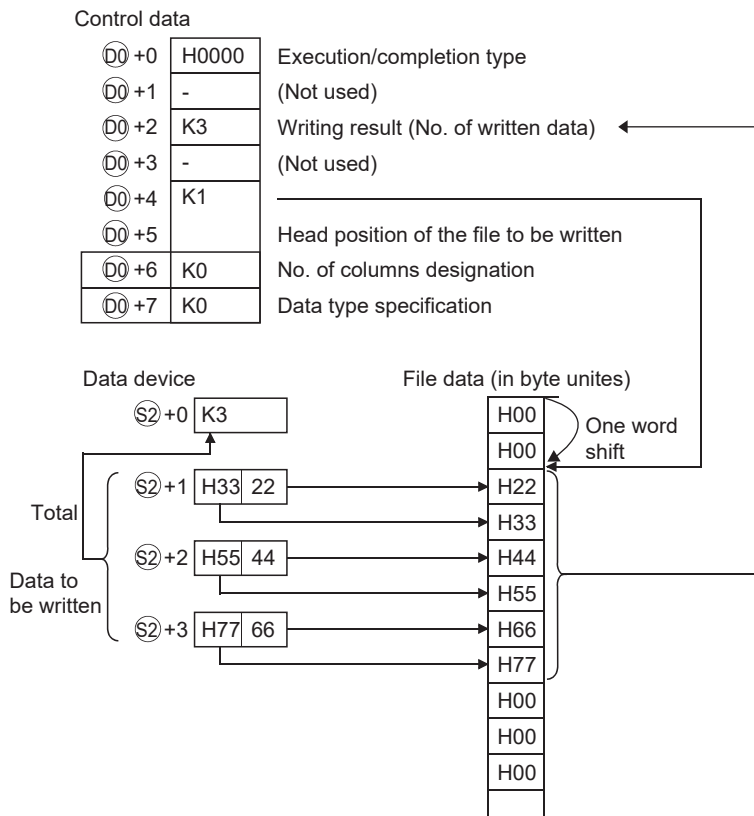 Control data
D0 +0 H0000 Execution/completion type
D0 +1 - (Not used)
D0 +2 K3 Writing result (No. of written data)
D0 +3 - (Not used)
D0 +4 K1
D0 +5 Head position of the file to be written
D0 +6 K0 No. of columns designation
D0 +7 K0 Data type specification
Data device
S2 +0 K3
S2 +1 H33 22
Total
S2 +2 H55 44
Data to
be written
S2 +3 H77 66
File data (in byte unites)
H00
One word
shift
H00
H22
H33
H44
H55
H66
H77
H00
H00
H00